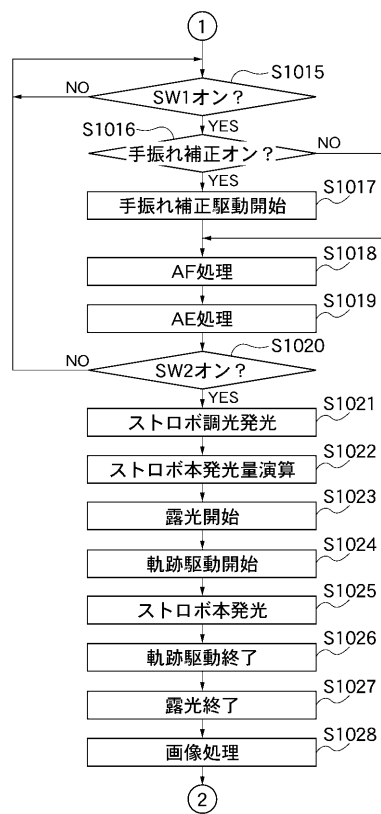 1
S1015
NO
SW1オン？
S1016
YES
NO
手振れ補正オン？
YES
S1017
手振れ補正駆動開始
S1018
AF処理
S1019
AE処理
S1020
NO
SW2オン？
YES
S1021
ストロボ調光発光
S1022
ストロボ本発光量演算
S1023
露光開始
S1024
軌跡駆動開始
S1025
ストロボ本発光
S1026
軌跡駆動終了
S1027
露光終了
S1028
画像処理
2